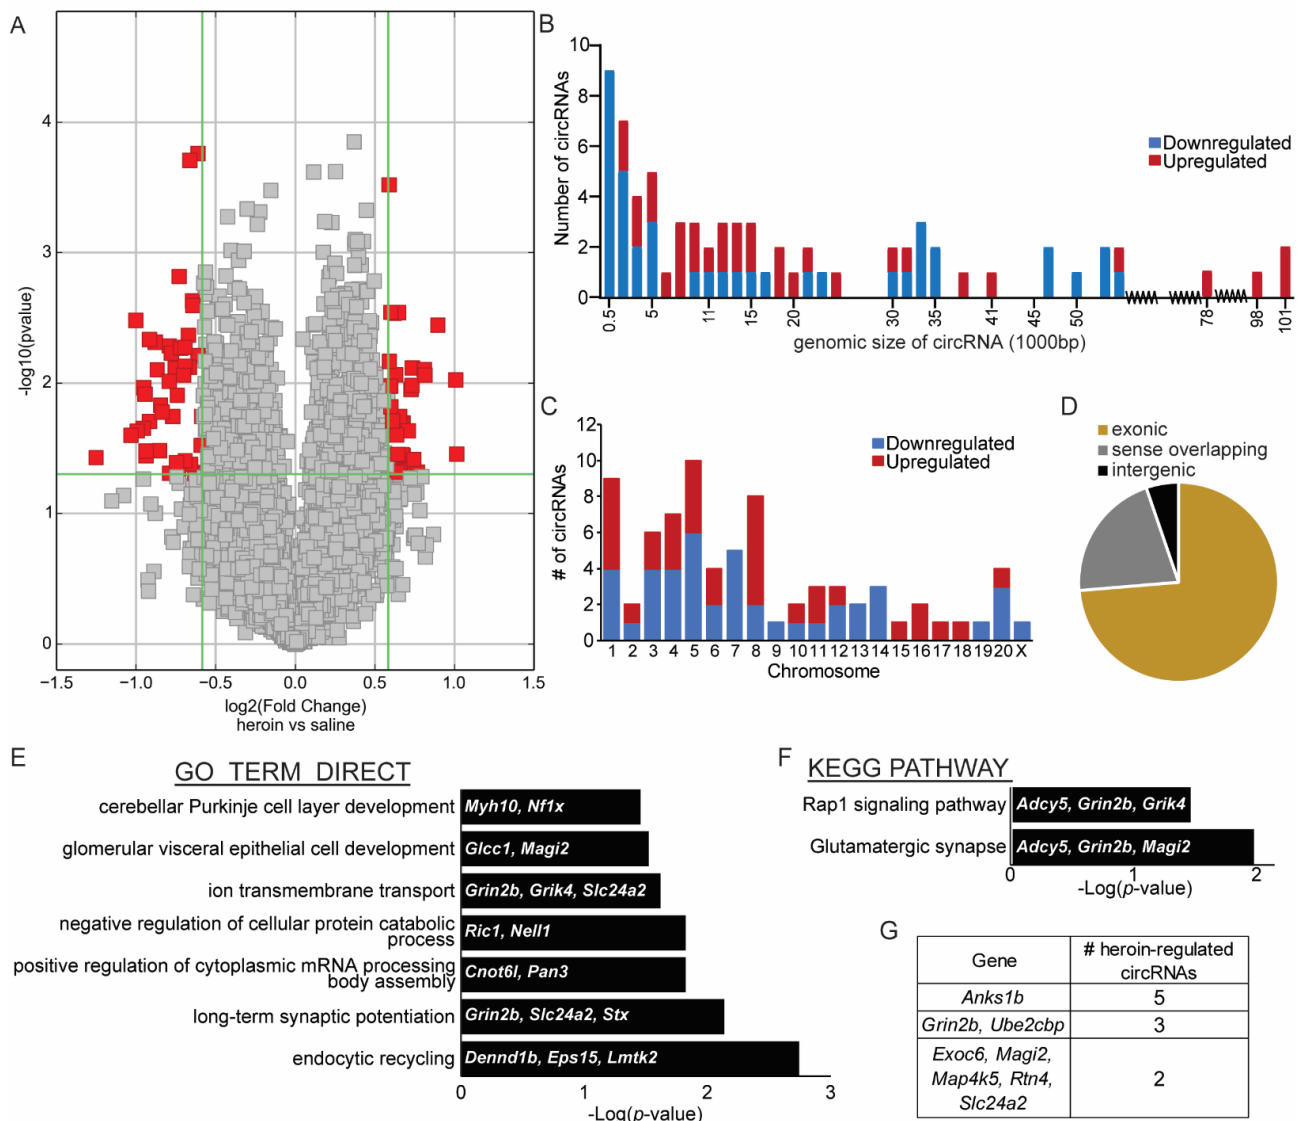 A
4
3
2
1
0
-log10(pvalue)
−1.5
−1.0
−0.5
0.0
0.5
1.0
1.5
log2(Fold Change)
heroin vs saline
B
10
8
6
4
2
0
Number of circRNAs
Downregulated
Upregulated
0.5
5
11
15
20
30
35
41
45
50
78
98
101
genomic size of circRNA (1000bp)
C
12
10
8
6
4
2
0
# of circRNAs
Downregulated
Upregulated
1 2 3 4 5 6 7 8 9 10 11 12 13 14 15 16 17 18 19 20 X
Chromosome
D
exonic
sense overlapping
intergenic
E
GO TERM DIRECT
cerebellar Purkinje cell layer development
Myh10, Nf1x
glomerular visceral epithelial cell development
Glcc1, Magi2
ion transmembrane transport
Grin2b, Grik4, Slc24a2
negative regulation of cellular protein catabolic
process
Ric1, Nell1
positive regulation of cytoplasmic mRNA processing
body assembly
Cnot6l, Pan3
long-term synaptic potentiation
Grin2b, Slc24a2, Stx
endocytic recycling
Dennd1b, Eps15, Lmtk2
0 1 2 3
-Log(p-value)
F
KEGG PATHWAY
Rap1 signaling pathway
Adcy5, Grin2b, Grik4
Glutamatergic synapse
Adcy5, Grin2b, Magi2
0 1 2
-Log(p-value)
G
Gene
# heroin-regulated
circRNAs
Anks1b
5
Grin2b, Ube2cbp
3
Exoc6, Magi2,
Map4k5, Rtn4,
Slc24a2
2